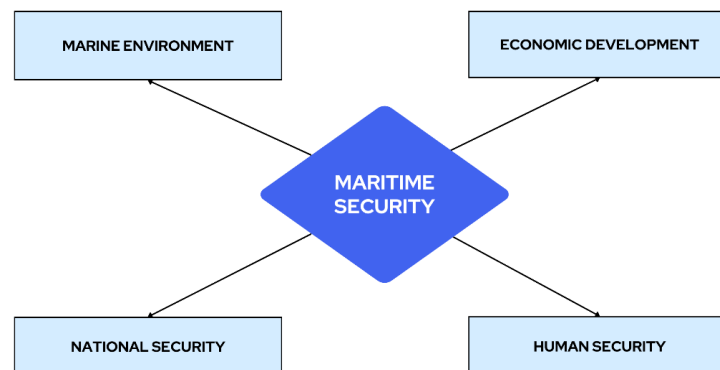 MARINE ENVIRONMENT
ECONOMIC DEVELOPMENT
MARITIME
SECURITY
NATIONAL SECURITY
HUMAN SECURITY